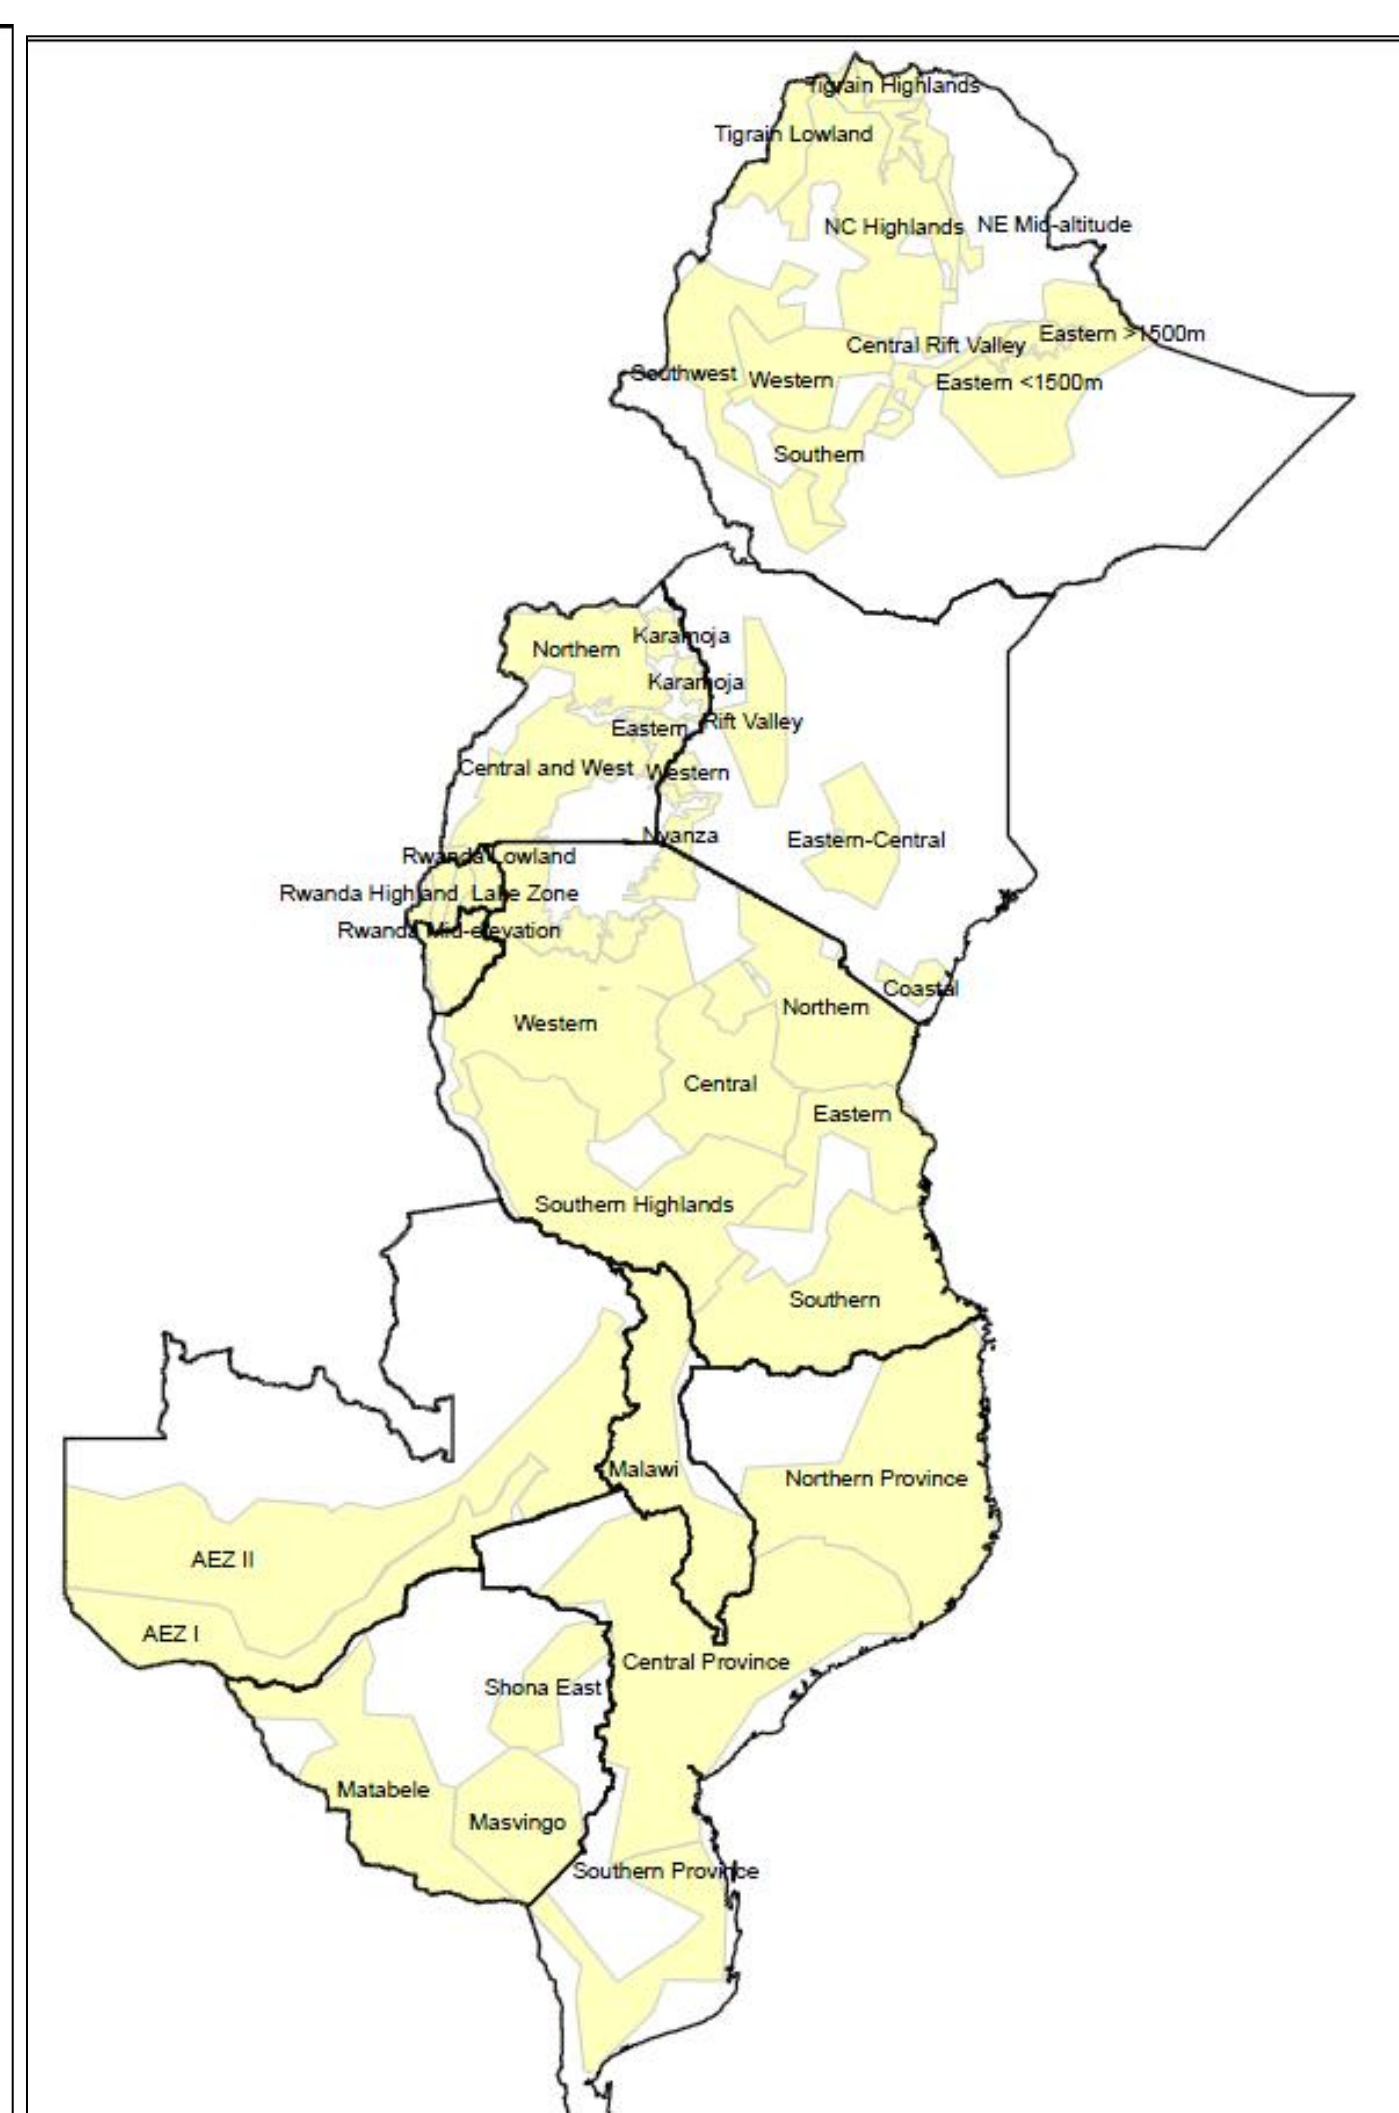 Tigrain Highlands
Tigrain Lowland
NC Highlands
NE Mid-altitude
Eastern >1500m
Central Rift Valley
Southwest
Western
Eastern <1500m
Southern
Karamoja
Northern
Karamoja
Rift Valley
Eastern
Central and West
Western
Nyanza
Eastern-Central
Rwanda Lowland
Rwanda Highland
Lake Zone
Rwanda Mid-elevation
Coastal
Northern
Western
Central
Eastern
Southern Highlands
Southern
Malawi
Northern Province
AEZ II
AEZ I
Central Province
Shona East
Matabele
Masvingo
Southern Province